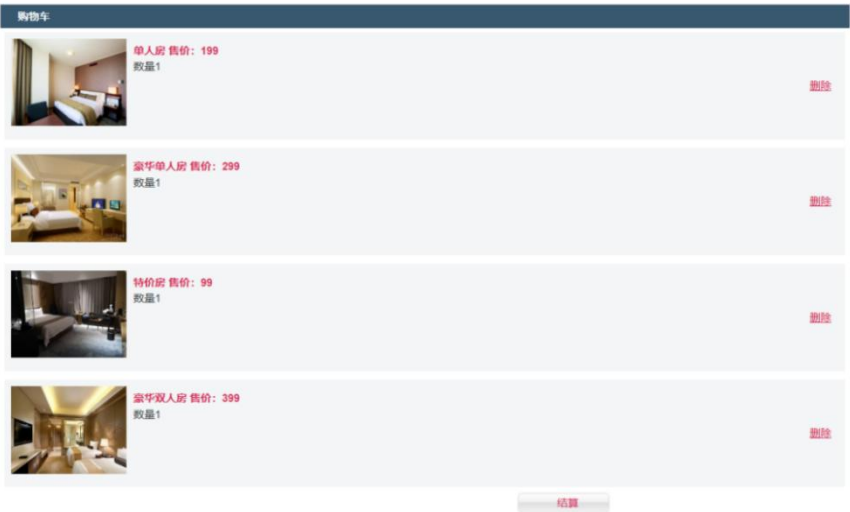 购物车
单人房 售价：199
数量1
删除
豪华单人房 售价：299
数量1
删除
特价房 售价：99
数量1
删除
豪华双人房 售价：399
数量1
删除
结算